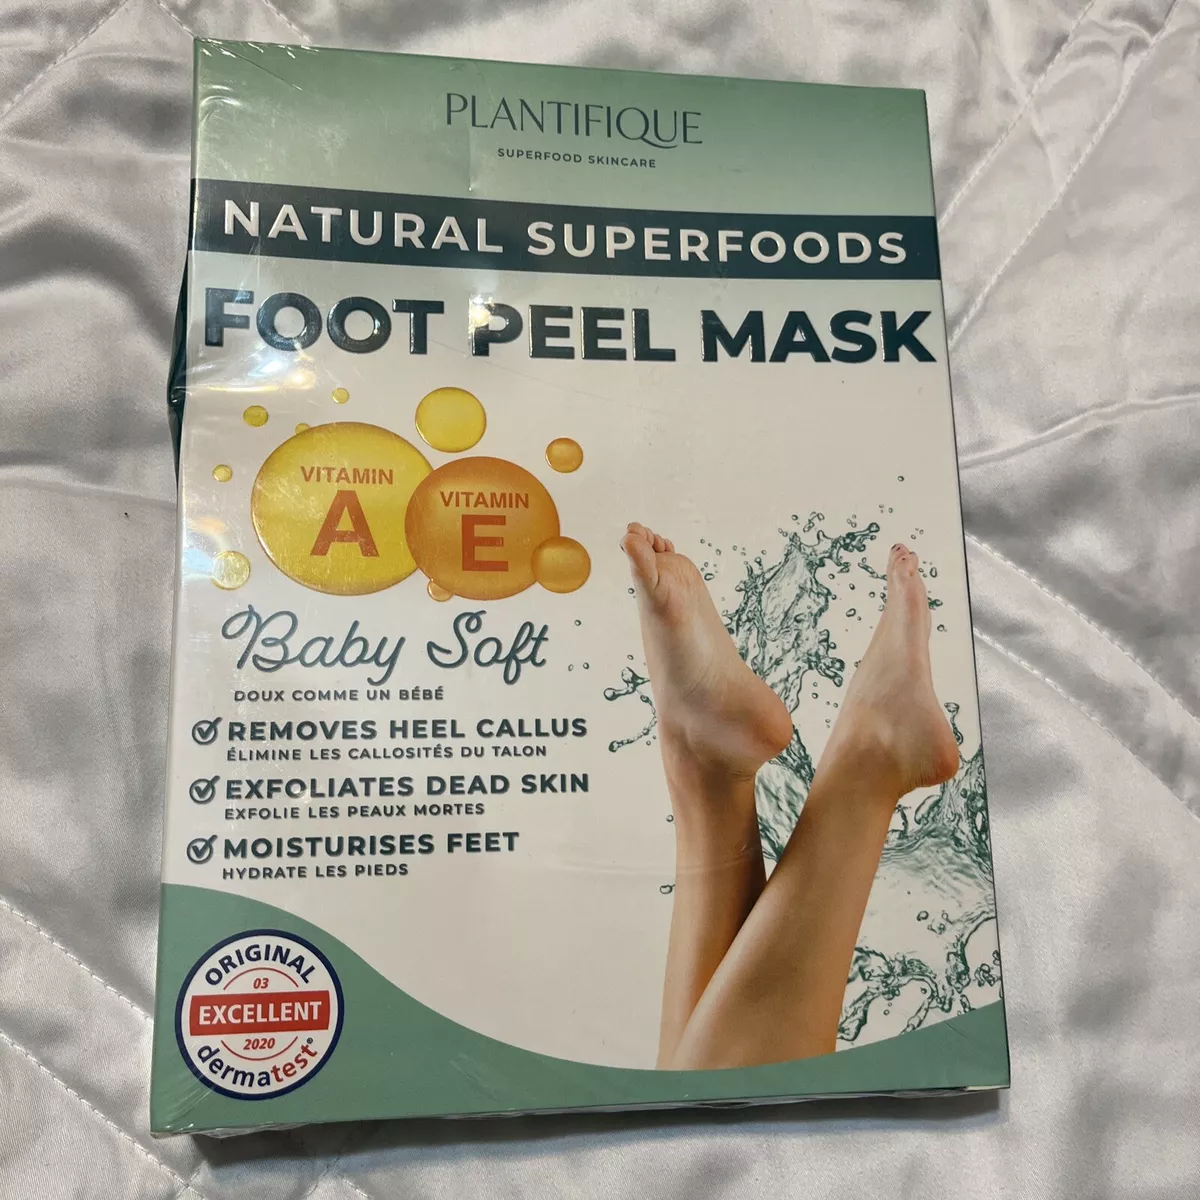 PLANTIFIQUE
SUPERFOOD SKINCARE
NATURAL SUPERFOODS
FOOT PEEL MASK
VITAMIN
A
VITAMIN
E
Baby Soft
DOUX COMME UN BÉBÉ
REMOVES HEEL CALLUS
ÉLIMINE LES CALLOSITÉS DU TALON
EXFOLIATES DEAD SKIN
EXFOLIE LES PEAUX MORTES
MOISTURISES FEET
HYDRATE LES PIEDS
ORIGINAL
03
EXCELLENT
2020
dermatest®